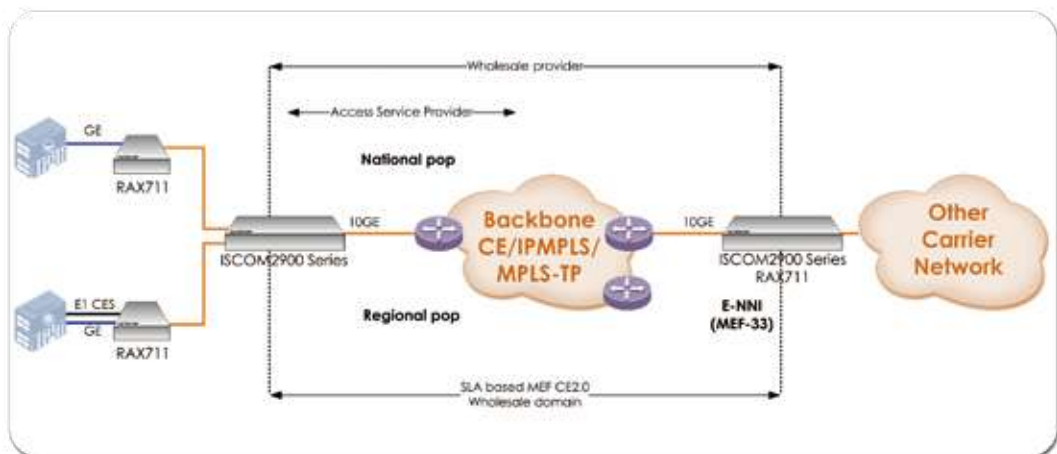 Wholesale provider
Access Service Provider
GE
RAX711
National pop
ISCOM2900 Series
10GE
Backbone
CE/IPMPLS/
MPLS-TP
10GE
ISCOM2900 Series
RAX711
Other
Carrier
Network
E1 CES
GE
RAX711
Regional pop
E-NNI
(MEF-33)
SLA based MEF CE2.0
Wholesale domain